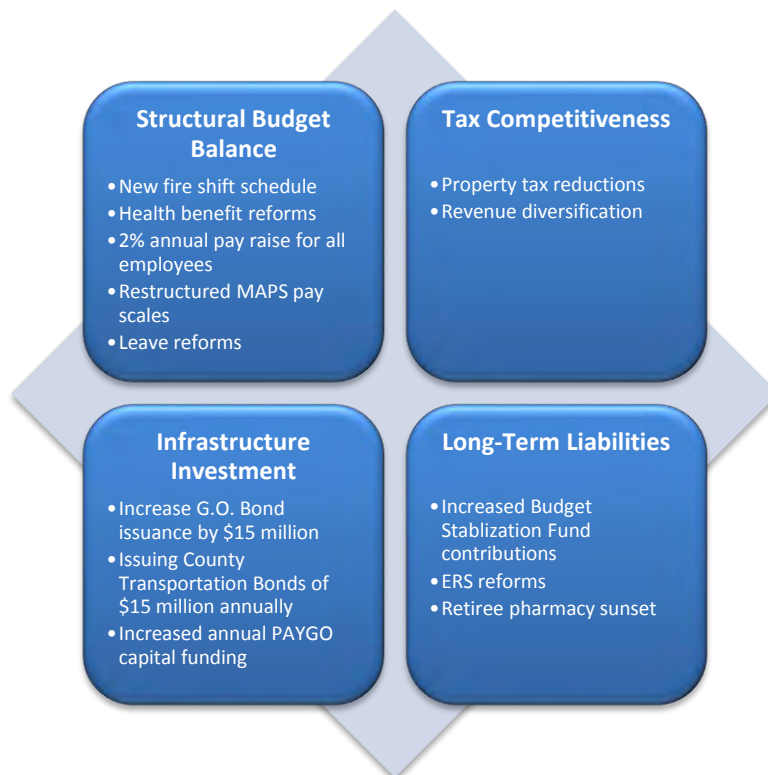 Structural Budget
Balance
•New fire shift schedule
•Health benefit reforms
•2% annual pay raise for all
employees
•Restructured MAPS pay
scales
•Leave reforms
Tax Competitiveness
•Property tax reductions
•Revenue diversification
Infrastructure
Investment
•Increase G.O. Bond
issuance by $15 million
•Issuing County
Transportation Bonds of
$15 million annually
•Increased annual PAYGO
capital funding
Long-Term Liabilities
•Increased Budget
Stablization Fund
contributions
•ERS reforms
•Retiree pharmacy sunset